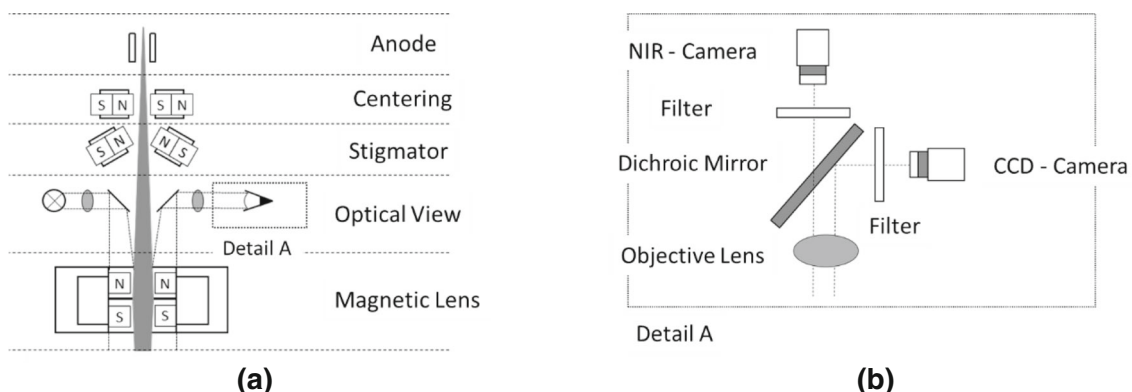 Anode
S N S N
Centering
S N N S
Stigmator
Optical View
Detail A
N N
Magnetic Lens
S S
(a)
NIR - Camera
Filter
Dichroic Mirror
CCD - Camera
Filter
Objective Lens
Detail A
(b)